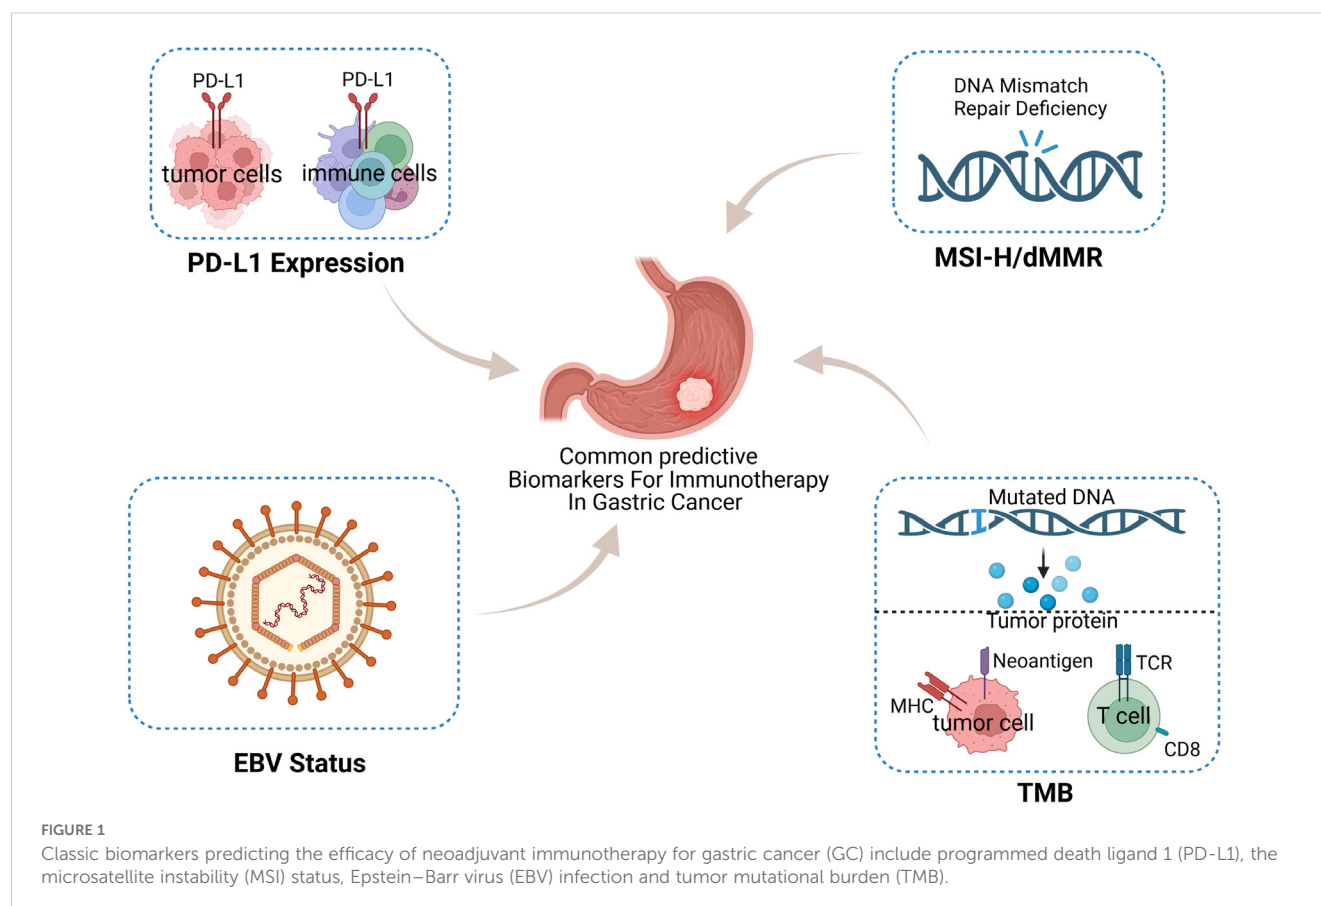 PD-L1
PD-L1
tumor cells
immune cells
PD-L1 Expression
DNA Mismatch
Repair Deficiency
MSI-H/dMMR
Common predictive
Biomarkers For Immunotherapy
In Gastric Cancer
EBV Status
Mutated DNA
Tumor protein
Neoantigen
MHC
tumor cell
TCR
T cell
CD8
TMB
FIGURE 1
Classic biomarkers predicting the efficacy of neoadjuvant immunotherapy for gastric cancer (GC) include programmed death ligand 1 (PD-L1), the
microsatellite instability (MSI) status, Epstein–Barr virus (EBV) infection and tumor mutational burden (TMB).